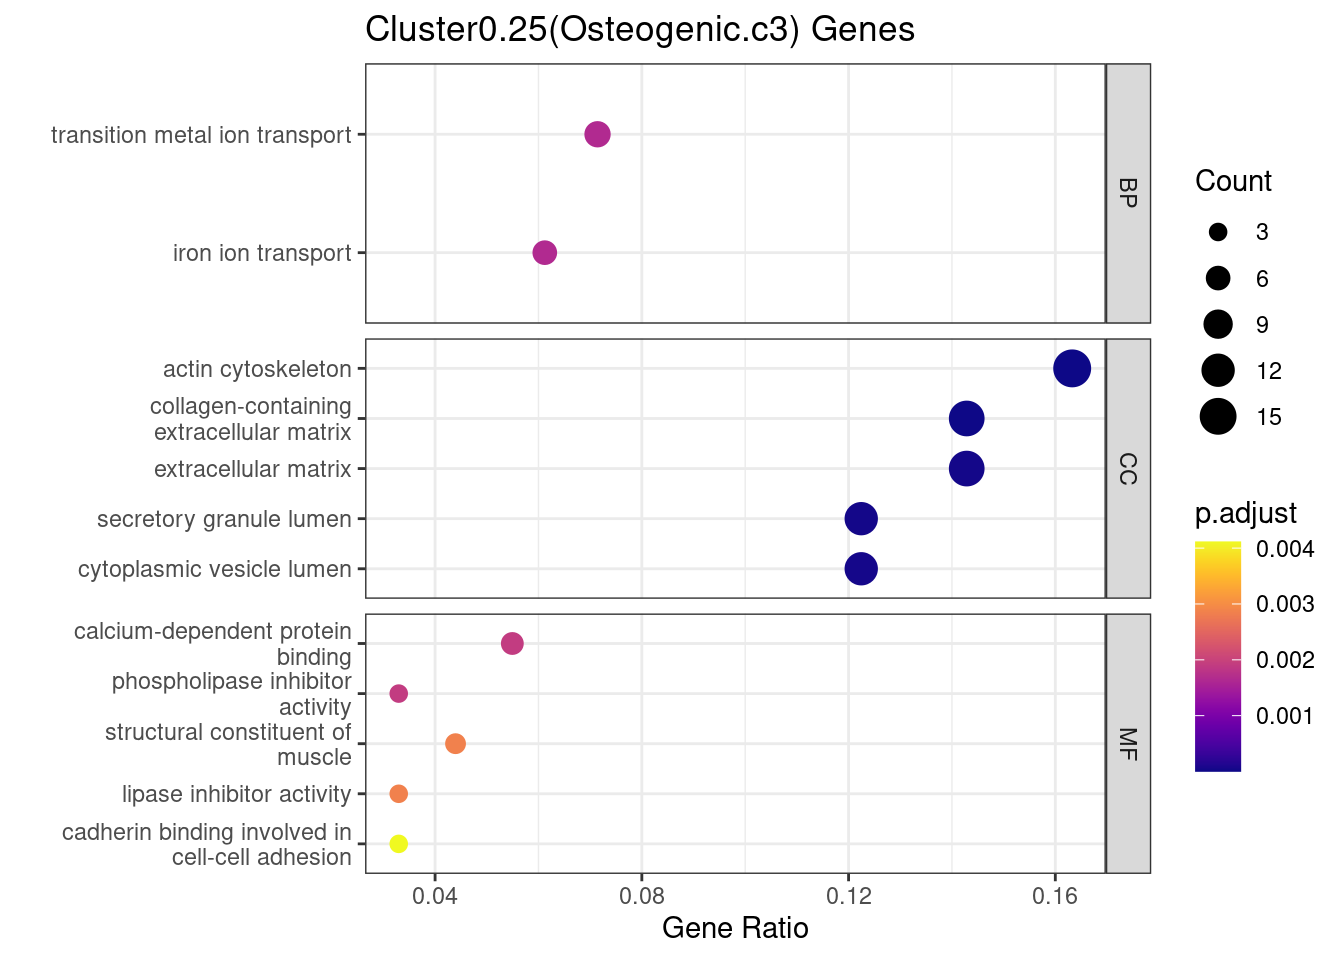 Cluster0.25(Osteogenic.c3) Genes
transition metal ion transport
iron ion transport
BP
actin cytoskeleton
collagen-containing
extracellular matrix
extracellular matrix
secretory granule lumen
cytoplasmic vesicle lumen
CC
calcium-dependent protein
binding
phospholipase inhibitor
activity
structural constituent of
muscle
lipase inhibitor activity
cadherin binding involved in
cell-cell adhesion
MF
0.04
0.08
0.12
0.16
Gene Ratio
Count
3
6
9
12
15
p.adjust
0.004
0.003
0.002
0.001